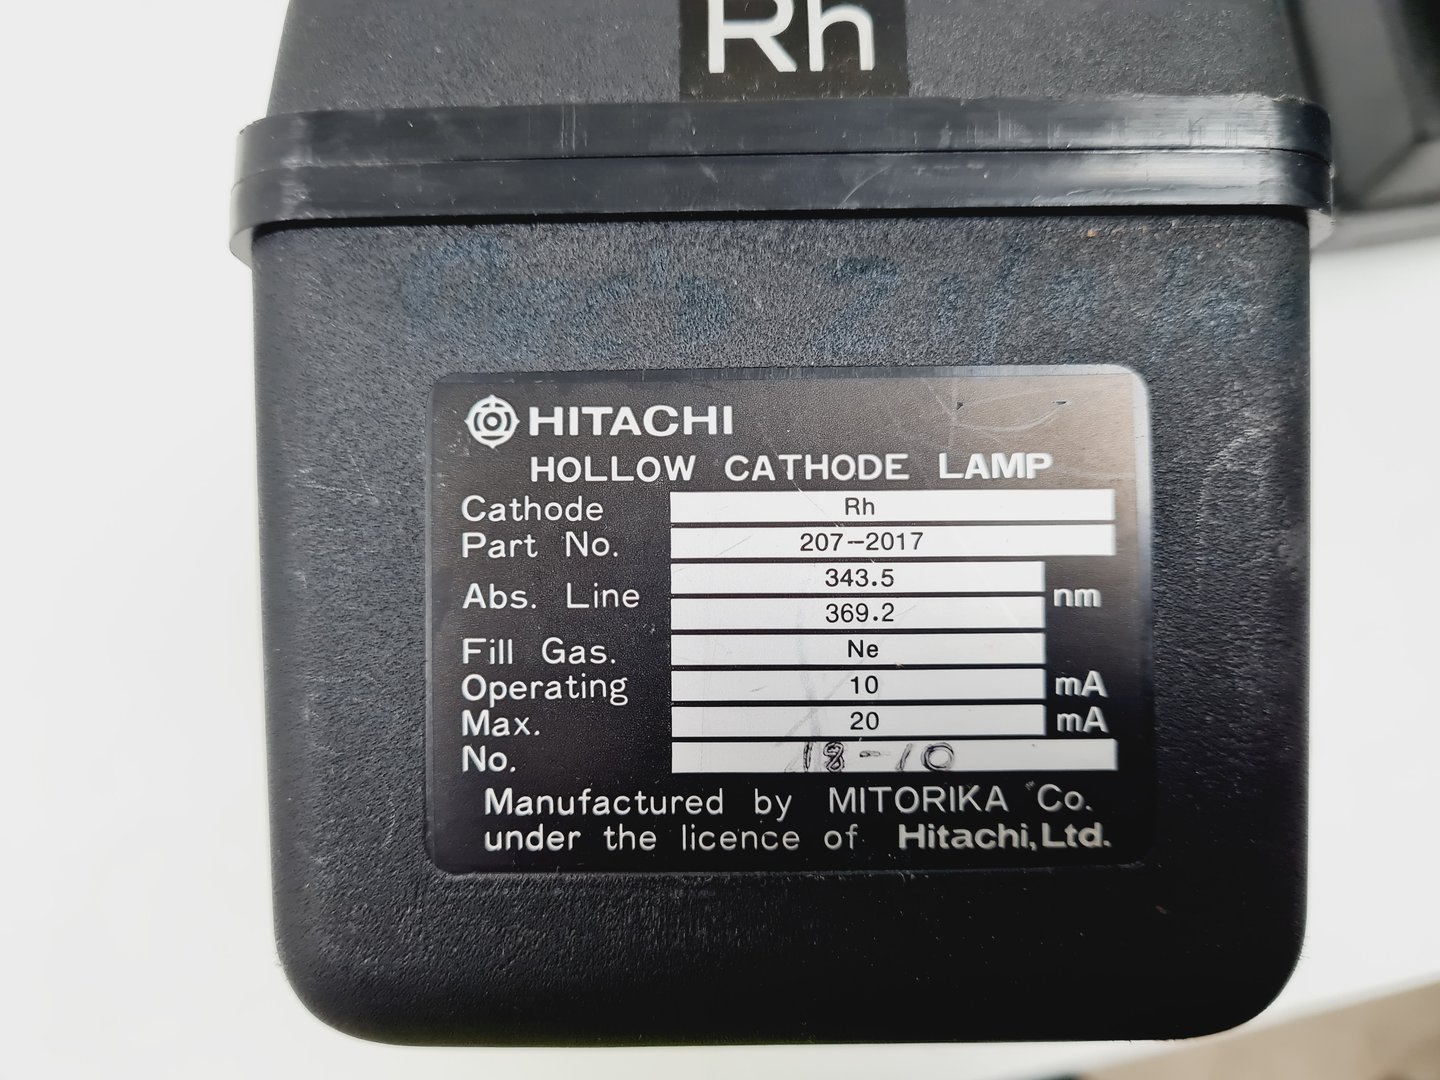 Rh
HITACHI
HOLLOW CATHODE LAMP
Cathode Rh
Part No. 207-2017
Abs. Line 343.5 nm
369.2
Fill Gas. Ne
Operating 10 mA
Max. 20 mA
No. 18-10
Manufactured by MITORIKA Co.
under the licence of Hitachi, Ltd.